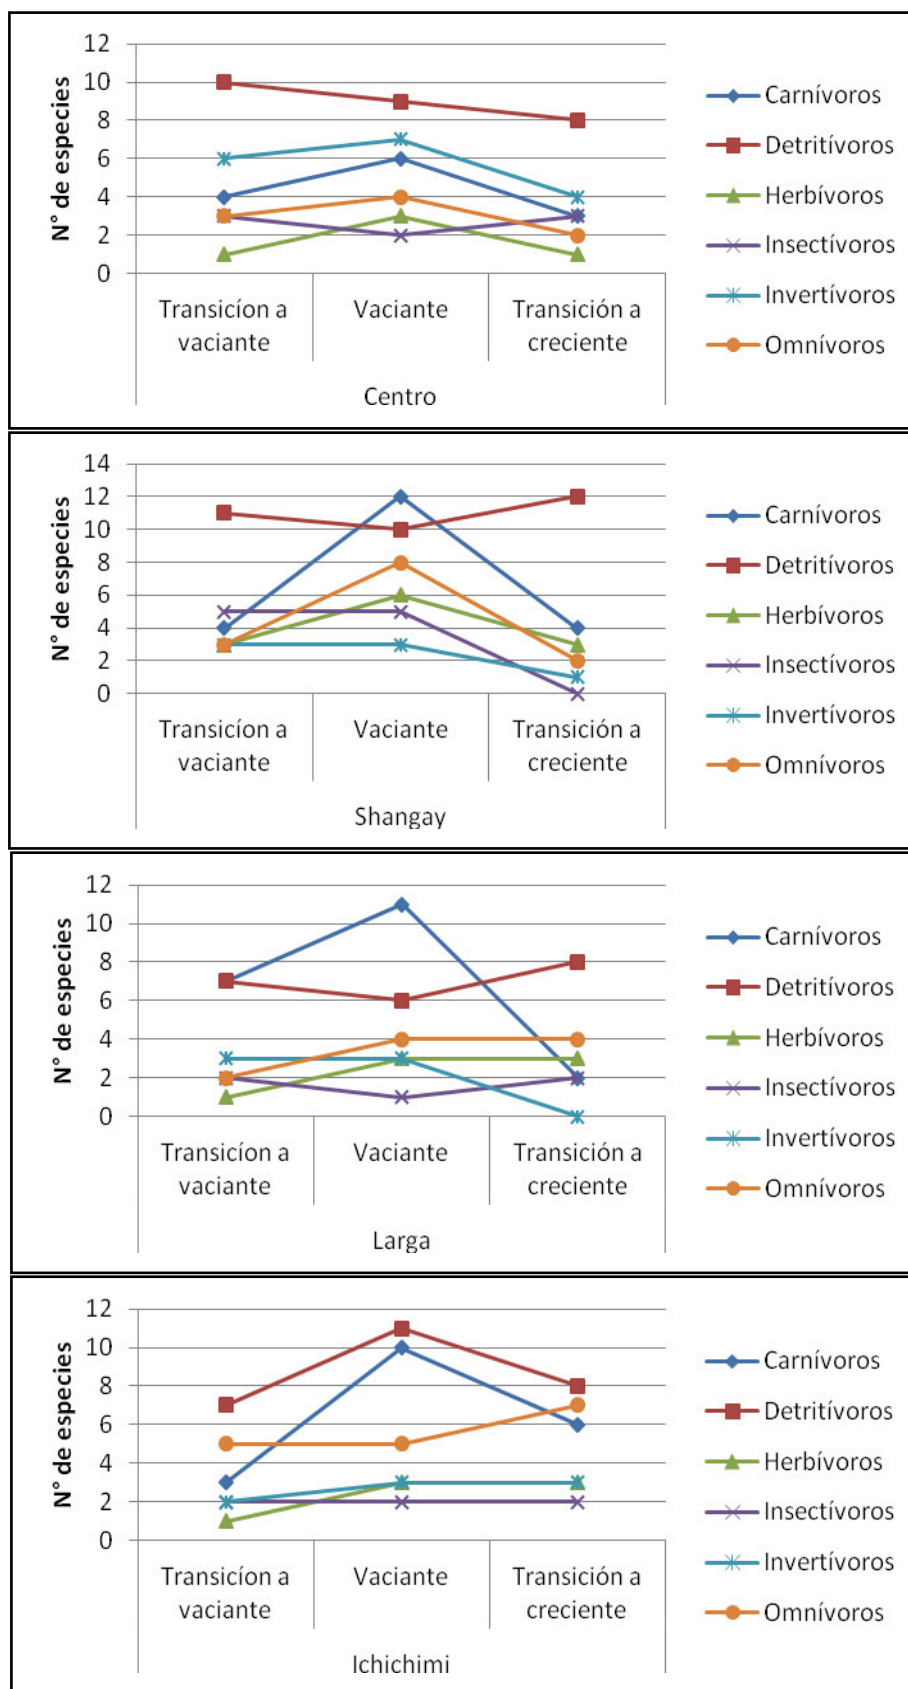 12
10
8
6
4
2
0
N° de especies
Transicíon a
vaciante
Vaciante
Transición a
creciente
Centro
Carnívoros
Detritívoros
Herbívoros
Insectívoros
Invertívoros
Omnívoros
14
12
10
8
6
4
2
0
N° de especies
Transicíon a
vaciante
Vaciante
Transición a
creciente
Shangay
Carnívoros
Detritívoros
Herbívoros
Insectívoros
Invertívoros
Omnívoros
12
10
8
6
4
2
0
N° de especies
Transicíon a
vaciante
Vaciante
Transición a
creciente
Larga
Carnívoros
Detritívoros
Herbívoros
Insectívoros
Invertívoros
Omnívoros
12
10
8
6
4
2
0
N° de especies
Transicíon a
vaciante
Vaciante
Transición a
creciente
Ichichimi
Carnívoros
Detritívoros
Herbívoros
Insectívoros
Invertívoros
Omnívoros